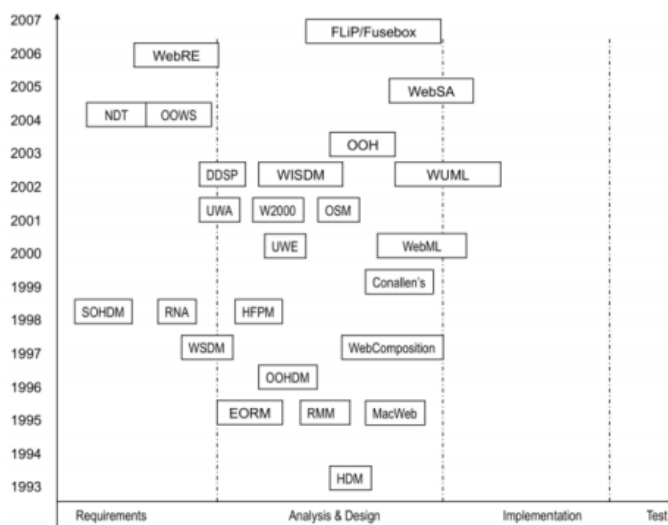 2007
FLiP/Fusebox
2006
WebRE
2005
WebSA
2004
NDT OOWS
2003
OOH
2002
DDSP WISDM WUML
2001
UWA W2000 OSM
2000
UWE WebML
1999
Conallen's
1998
SOHDM RNA HFPM
1997
WSDM WebComposition
1996
OOHDM
1995
EORM RMM MacWeb
1994
1993
HDM
Requirements Analysis & Design Implementation Test